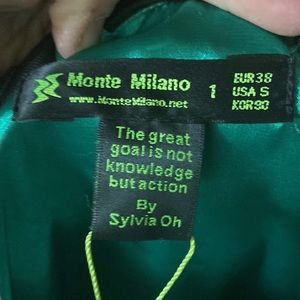 Monte Milano
www.MonteMilano.net
1
EUR38
USA S
KOR90
The great
goal is not
knowledge
but action
By
Sylvia Oh